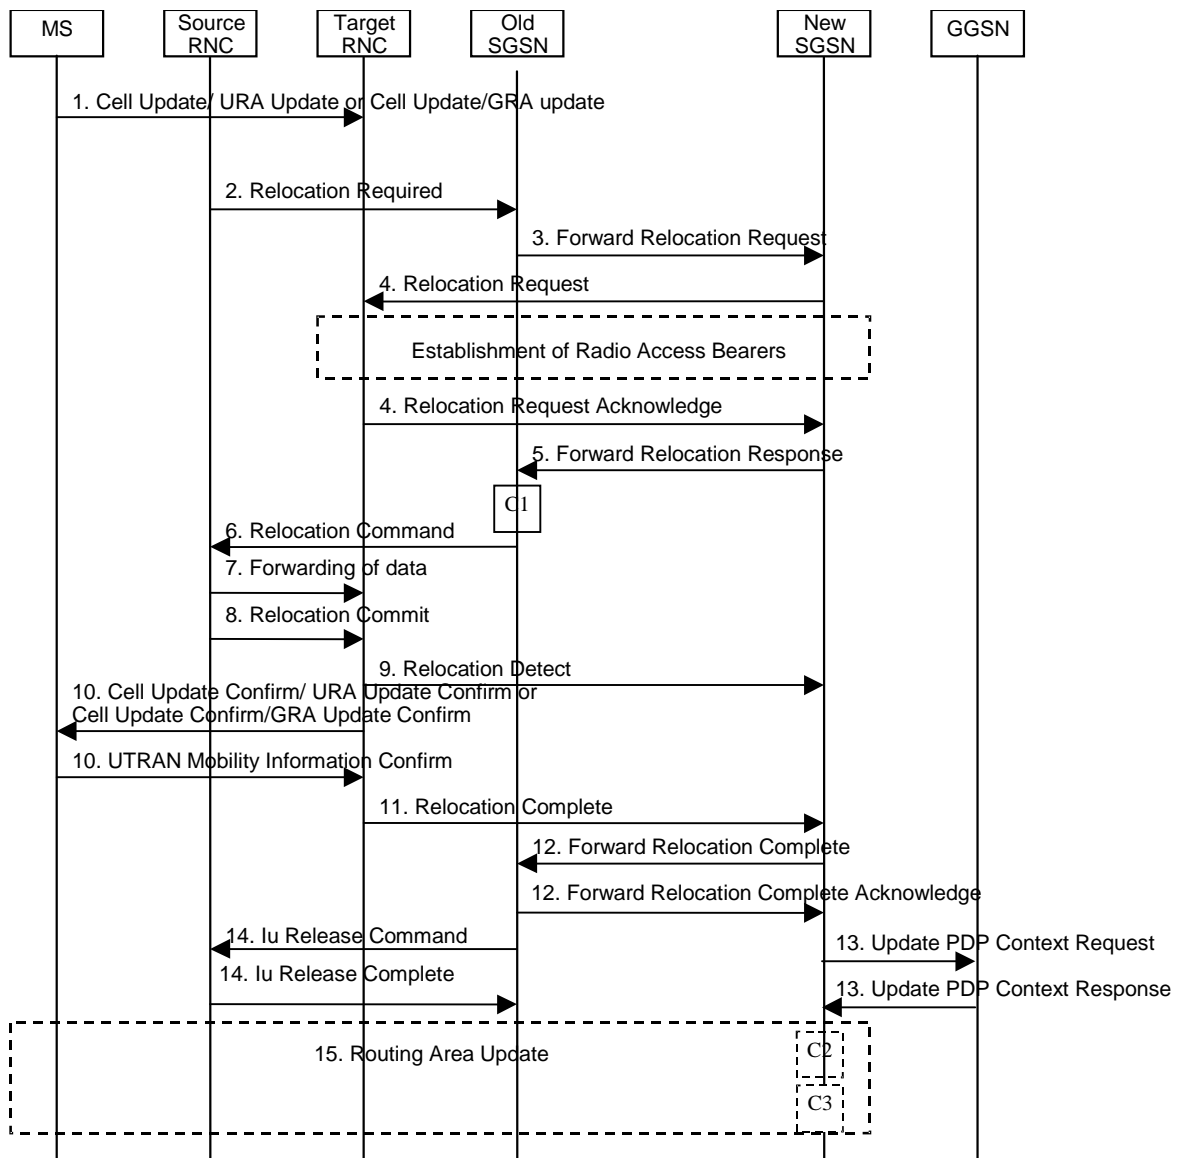 MS
Source
RNC
Target
RNC
Old
SGSN
New
SGSN
GGSN
1. Cell Update/ URA Update or Cell Update/GRA update
2. Relocation Required
3. Forward Relocation Request
4. Relocation Request
Establishment of Radio Access Bearers
4. Relocation Request Acknowledge
5. Forward Relocation Response
C1
6. Relocation Command
7. Forwarding of data
8. Relocation Commit
9. Relocation Detect
10. Cell Update Confirm/ URA Update Confirm or
Cell Update Confirm/GRA Update Confirm
10. UTRAN Mobility Information Confirm
11. Relocation Complete
12. Forward Relocation Complete
12. Forward Relocation Complete Acknowledge
14. Iu Release Command
13. Update PDP Context Request
14. Iu Release Complete
13. Update PDP Context Response
15. Routing Area Update
C2
C3